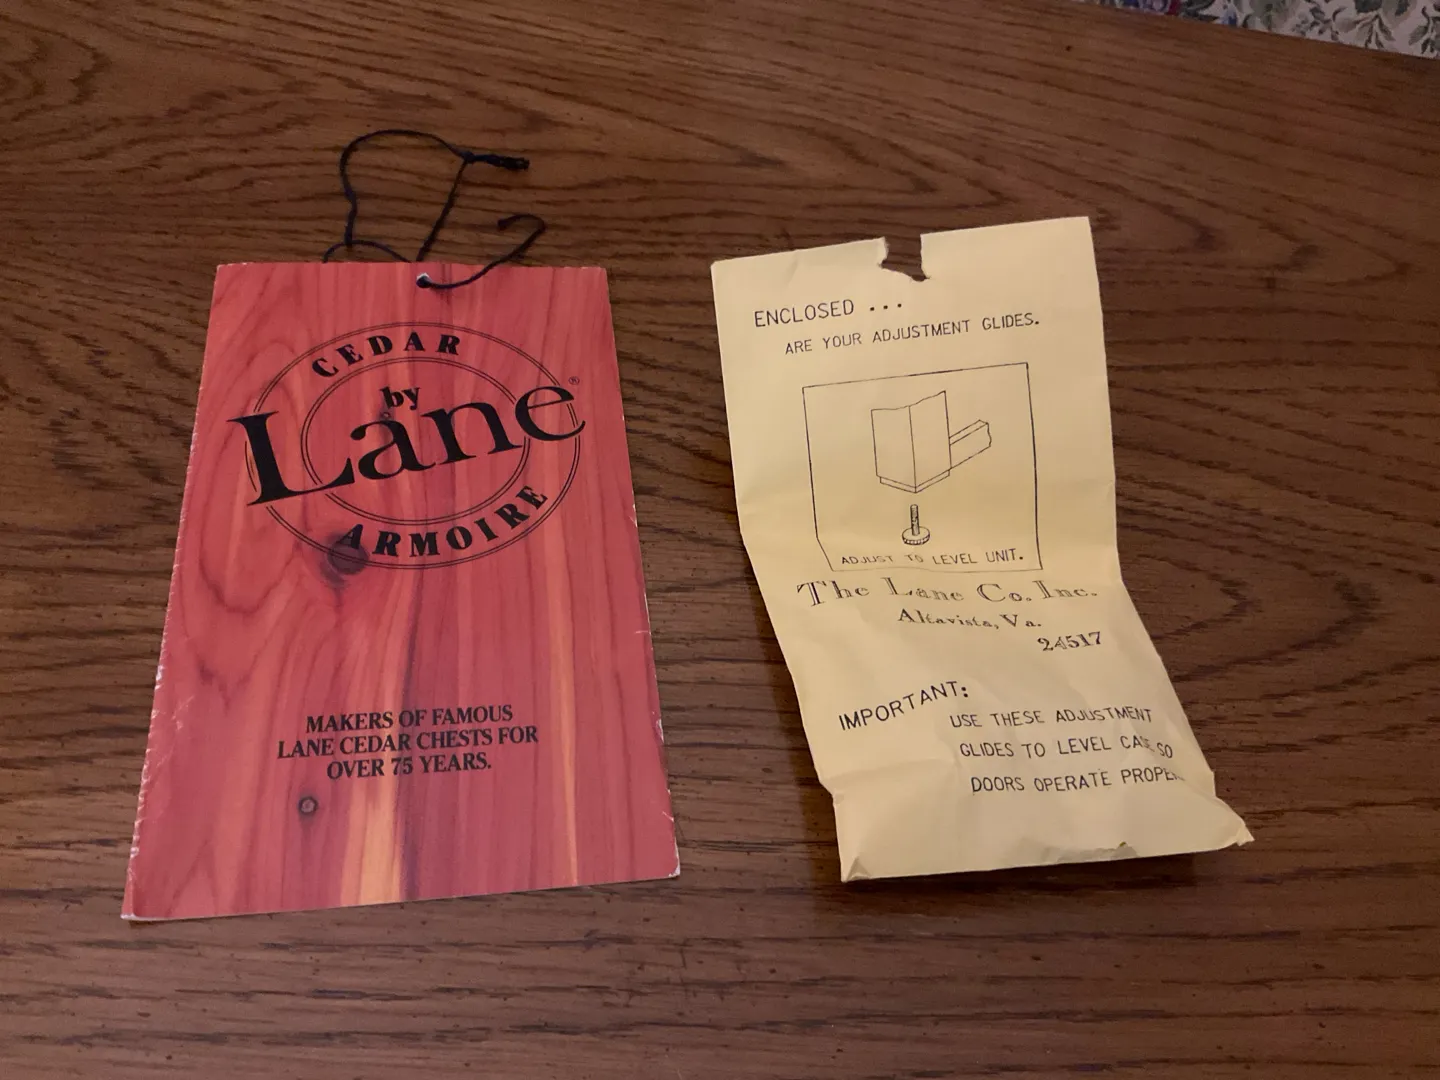 CEDAR
by
Lane®
ARMOIRE
MAKERS OF FAMOUS
LANE CEDAR CHESTS FOR
OVER 75 YEARS.
ENCLOSED ...
ARE YOUR ADJUSTMENT GLIDES.
ADJUST TO LEVEL UNIT.
The Lane Co. Inc.
Altavista, Va.
24517
IMPORTANT:
USE THESE ADJUSTMENT
GLIDES TO LEVEL CASE SO
DOORS OPERATE